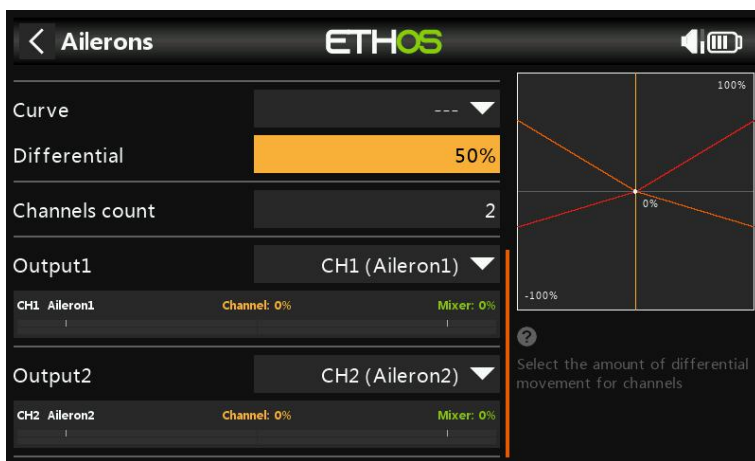 Ailerons
ETHOS
Curve
--- 
Differential
50%
Channels count
2
Output1
CH1 (Aileron1)
CH1 Aileron1
Channel: 0%
Mixer: 0%
Output2
CH2 (Aileron2)
CH2 Aileron2
Channel: 0%
Mixer: 0%
100%
0%
-100%
?
Select the amount of differential
movement for channels